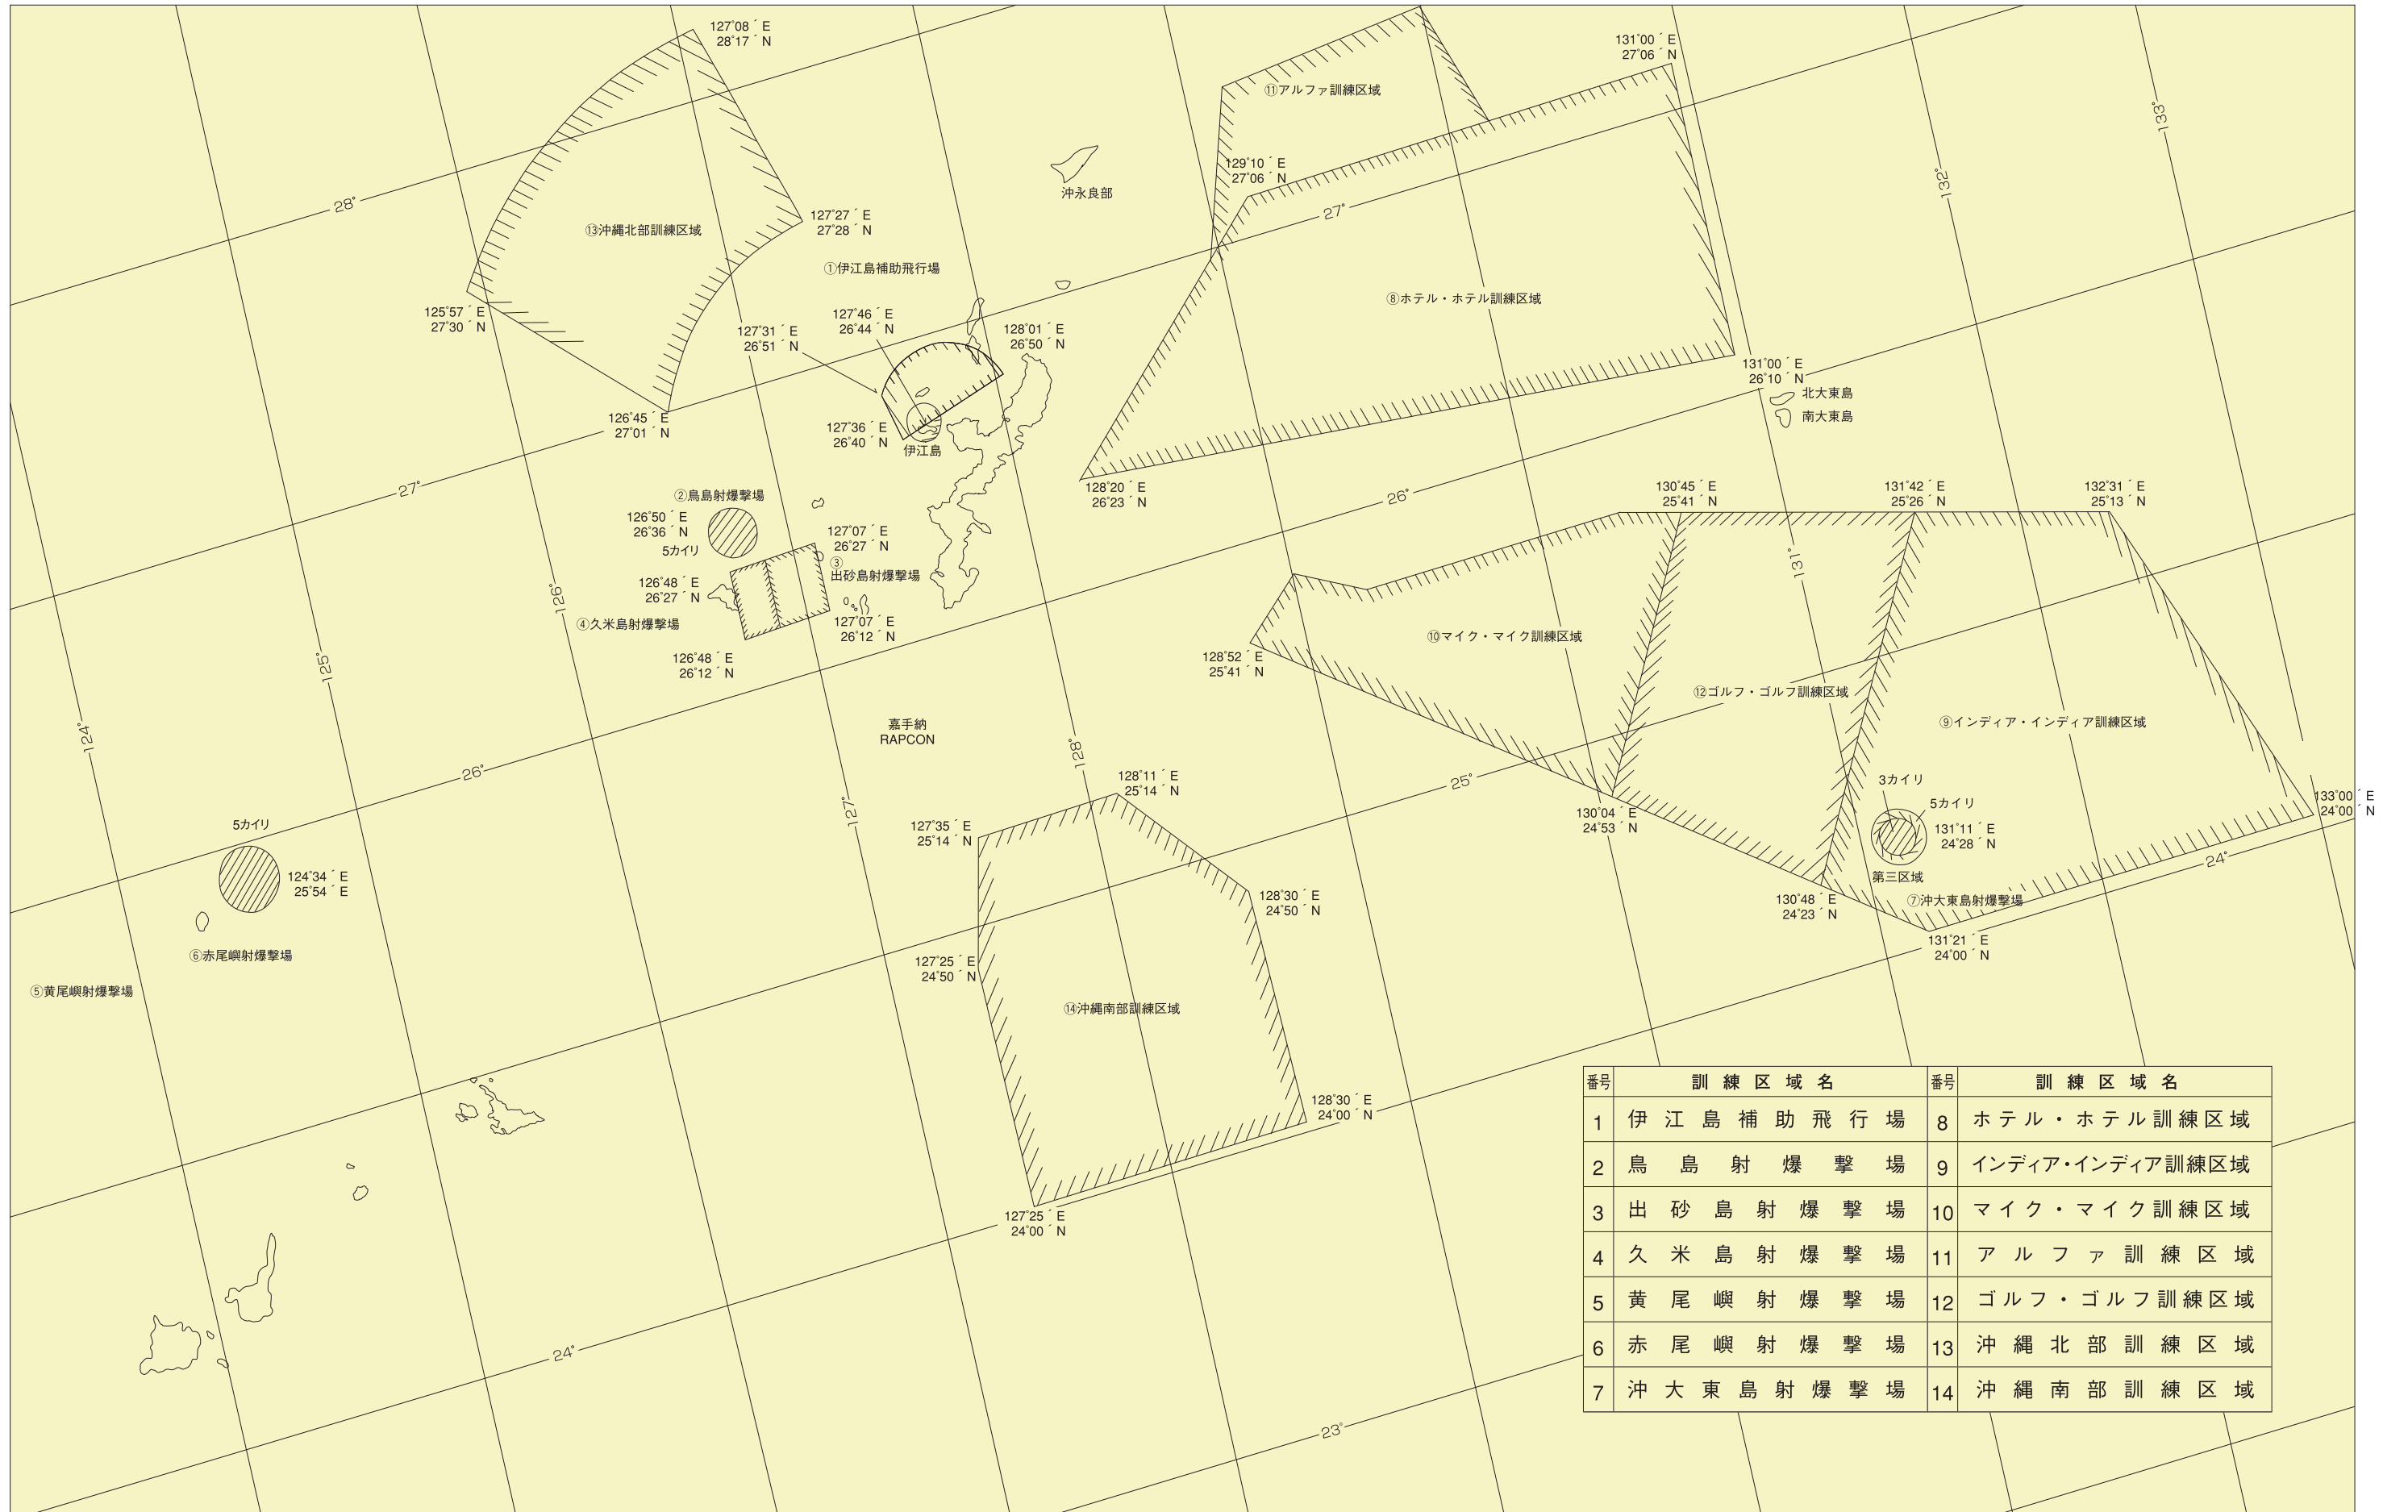 127°08´E
28°17´N
131°00´E
27°06´N
⑪アルファ訓練区域
133°
129°10´E
27°06´N
132°
沖永良部
28°
27°
127°27´E
27°28´N
⑬沖縄北部訓練区域
①伊江島補助飛行場
⑧ホテル・ホテル訓練区域
125°57´E
27°30´N
127°46´E
26°44´N
127°31´E
26°51´N
128°01´E
26°50´N
131°00´E
26°10´N
北大東島
南大東島
126°45´E
27°01´N
127°36´E
26°40´N
伊江島
27°
128°20´E
26°23´N
26°
130°45´E
25°41´N
131°42´E
25°26´N
132°31´E
25°13´N
②鳥島射爆撃場
126°50´E
26°36´N
5カイリ
127°07´E
26°27´N
③
出砂島射爆撃場
126°48´E
26°27´N
131°
126°
④久米島射爆撃場
127°07´E
26°12´N
⑩マイク・マイク訓練区域
128°52´E
25°41´N
126°48´E
26°12´N
125°
⑫ゴルフ・ゴルフ訓練区域
⑨インディア・インディア訓練区域
嘉手納
RAPCON
124°
128°
26°
128°11´E
25°14´N
25°
3カイリ
5カイリ
133°00´E
24°00´N
127°
130°04´E
24°53´N
5カイリ
127°35´E
25°14´N
131°11´E
24°28´N
24°
124°34´E
25°54´E
第三区域
128°30´E
24°50´N
130°48´E
24°23´N
⑦沖大東島射爆撃場
131°21´E
24°00´N
⑥赤尾嶼射爆撃場
127°25´E
24°50´N
⑤黄尾嶼射爆撃場
⑭沖縄南部訓練区域
128°30´E
24°00´N
127°25´E
24°00´N
24°
23°
番号 訓練区域名 番号 訓練区域名
1 伊江島補助飛行場 8 ホテル・ホテル訓練区域
2 鳥島射爆撃場 9 インディア・インディア訓練区域
3 出砂島射爆撃場 10 マイク・マイク訓練区域
4 久米島射爆撃場 11 アルファ訓練区域
5 黄尾嶼射爆撃場 12 ゴルフ・ゴルフ訓練区域
6 赤尾嶼射爆撃場 13 沖縄北部訓練区域
7 沖大東島射爆撃場 14 沖縄南部訓練区域